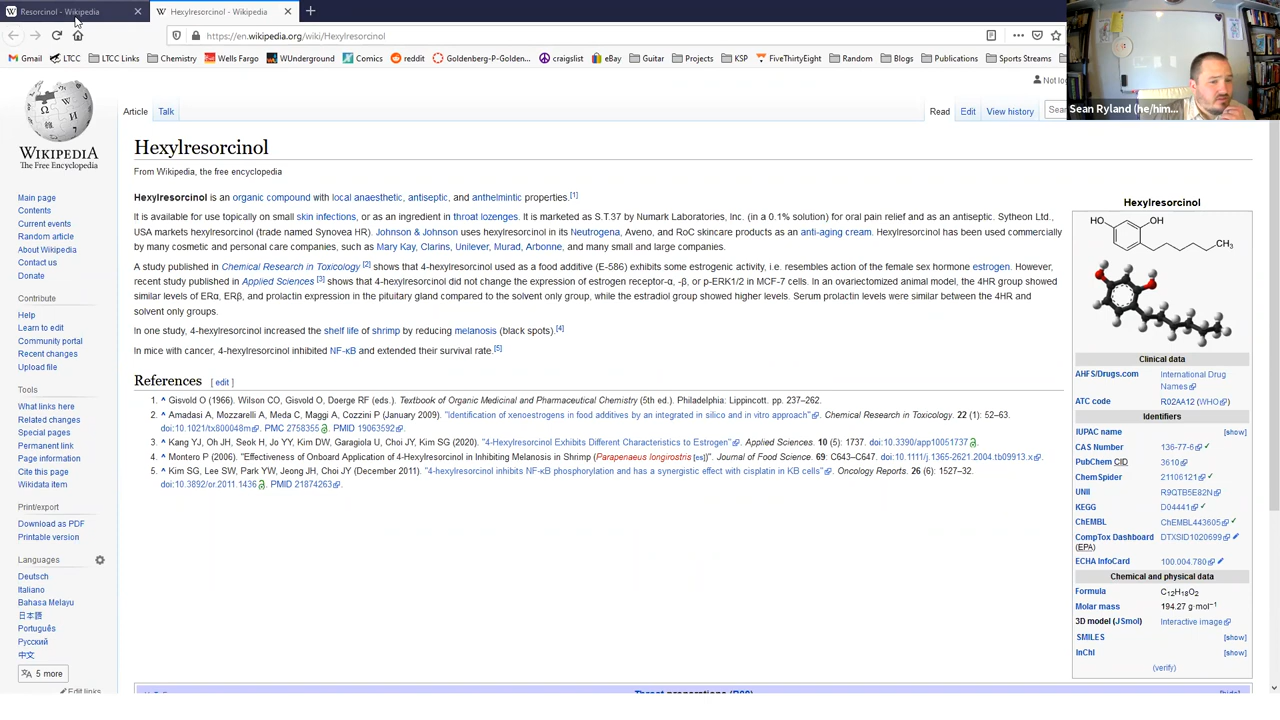 Resorcinol - Wikipedia
Hexylresorcinol - Wikipedia
https://en.wikipedia.org/wiki/Hexylresorcinol
Gmail LTCC LTCC Links Chemistry Wells Fargo WUnderground Comics reddit Goldenberg-P-Golden... craigslist eBay Guitar Projects KSP FiveThirtyEight Random Blogs Publications Sports Streams
Sean Ryland (he/him...
WIKIPEDIA
The Free Encyclopedia
Main page
Contents
Current events
Random article
About Wikipedia
Contact us
Donate
Contribute
Help
Learn to edit
Community portal
Recent changes
Upload file
Tools
What links here
Related changes
Special pages
Permanent link
Page information
Cite this page
Wikidata item
Print/export
Download as PDF
Printable version
Languages
Deutsch
Italiano
Bahasa Melayu
日本語
Português
Русский
中文
5 more
Edit links
Not lo
Article Talk Read Edit View history Sea
Hexylresorcinol
From Wikipedia, the free encyclopedia
Hexylresorcinol is an organic compound with local anaesthetic, antiseptic, and anthelmintic properties.[1]
It is available for use topically on small skin infections, or as an ingredient in throat lozenges. It is marketed as S.T.37 by Numark Laboratories, Inc. (in a 0.1% solution) for oral pain relief and as an antiseptic. Sytheon Ltd.,
USA markets hexylresorcinol (trade named Synovea HR). Johnson & Johnson uses hexylresorcinol in its Neutrogena, Aveno, and RoC skincare products as an anti-aging cream. Hexylresorcinol has been used commercially
by many cosmetic and personal care companies, such as Mary Kay, Clarins, Unilever, Murad, Arbonne, and many small and large companies.
A study published in Chemical Research in Toxicology [2] shows that 4-hexylresorcinol used as a food additive (E-586) exhibits some estrogenic activity, i.e. resembles action of the female sex hormone estrogen. However,
recent study published in Applied Sciences [3] shows that 4-hexylresorcinol did not change the expression of estrogen receptor-α, -β, or p-ERK1/2 in MCF-7 cells. In an ovariectomized animal model, the 4HR group showed
similar levels of ERα, ERβ, and prolactin expression in the pituitary gland compared to the solvent only group, while the estradiol group showed higher levels. Serum prolactin levels were similar between the 4HR and
solvent only groups.
In one study, 4-hexylresorcinol increased the shelf life of shrimp by reducing melanosis (black spots).[4]
In mice with cancer, 4-hexylresorcinol inhibited NF-κB and extended their survival rate.[5]
References [ edit ]
1. ^ Gisvold O (1966). Wilson CO, Gisvold O, Doerge RF (eds.). Textbook of Organic Medicinal and Pharmaceutical Chemistry (5th ed.). Philadelphia: Lippincott. pp. 237–262.
2. ^ Amadasi A, Mozzarelli A, Meda C, Maggi A, Cozzini P (January 2009). "Identification of xenoestrogens in food additives by an integrated in silico and in vitro approach". Chemical Research in Toxicology. 22 (1): 52–63.
doi:10.1021/tx800048m. PMC 2758355. PMID 19063592.
3. ^ Kang YJ, Oh JH, Seok H, Jo YY, Kim DW, Garagiola U, Choi JY, Kim SG (2020). "4-Hexylresorcinol Exhibits Different Characteristics to Estrogen". Applied Sciences. 10 (5): 1737. doi:10.3390/app10051737.
4. ^ Montero P (2006). "Effectiveness of Onboard Application of 4-Hexylresorcinol in Inhibiting Melanosis in Shrimp (Parapenaeus longirostris [es])". Journal of Food Science. 69: C643–C647. doi:10.1111/j.1365-2621.2004.tb09913.x.
5. ^ Kim SG, Lee SW, Park YW, Jeong JH, Choi JY (December 2011). "4-hexylresorcinol inhibits NF-κB phosphorylation and has a synergistic effect with cisplatin in KB cells". Oncology Reports. 26 (6): 1527–32.
doi:10.3892/or.2011.1436. PMID 21874263.
Hexylresorcinol
HO OH
CH3
Clinical data
AHFS/Drugs.com International Drug
Names
ATC code R02AA12 (WHO)
Identifiers
IUPAC name [show]
CAS Number 136-77-6
PubChem CID 3610
ChemSpider 21106121
UNII R9QTB5E82N
KEGG D04441
ChEMBL ChEMBL443605
CompTox Dashboard DTXSID1020699
(EPA)
ECHA InfoCard 100.004.780
Chemical and physical data
Formula C12H18O2
Molar mass 194.27 g·mol−1
3D model (JSmol) Interactive image
SMILES [show]
InChI [show]
(verify)
Throat preparations (R02)